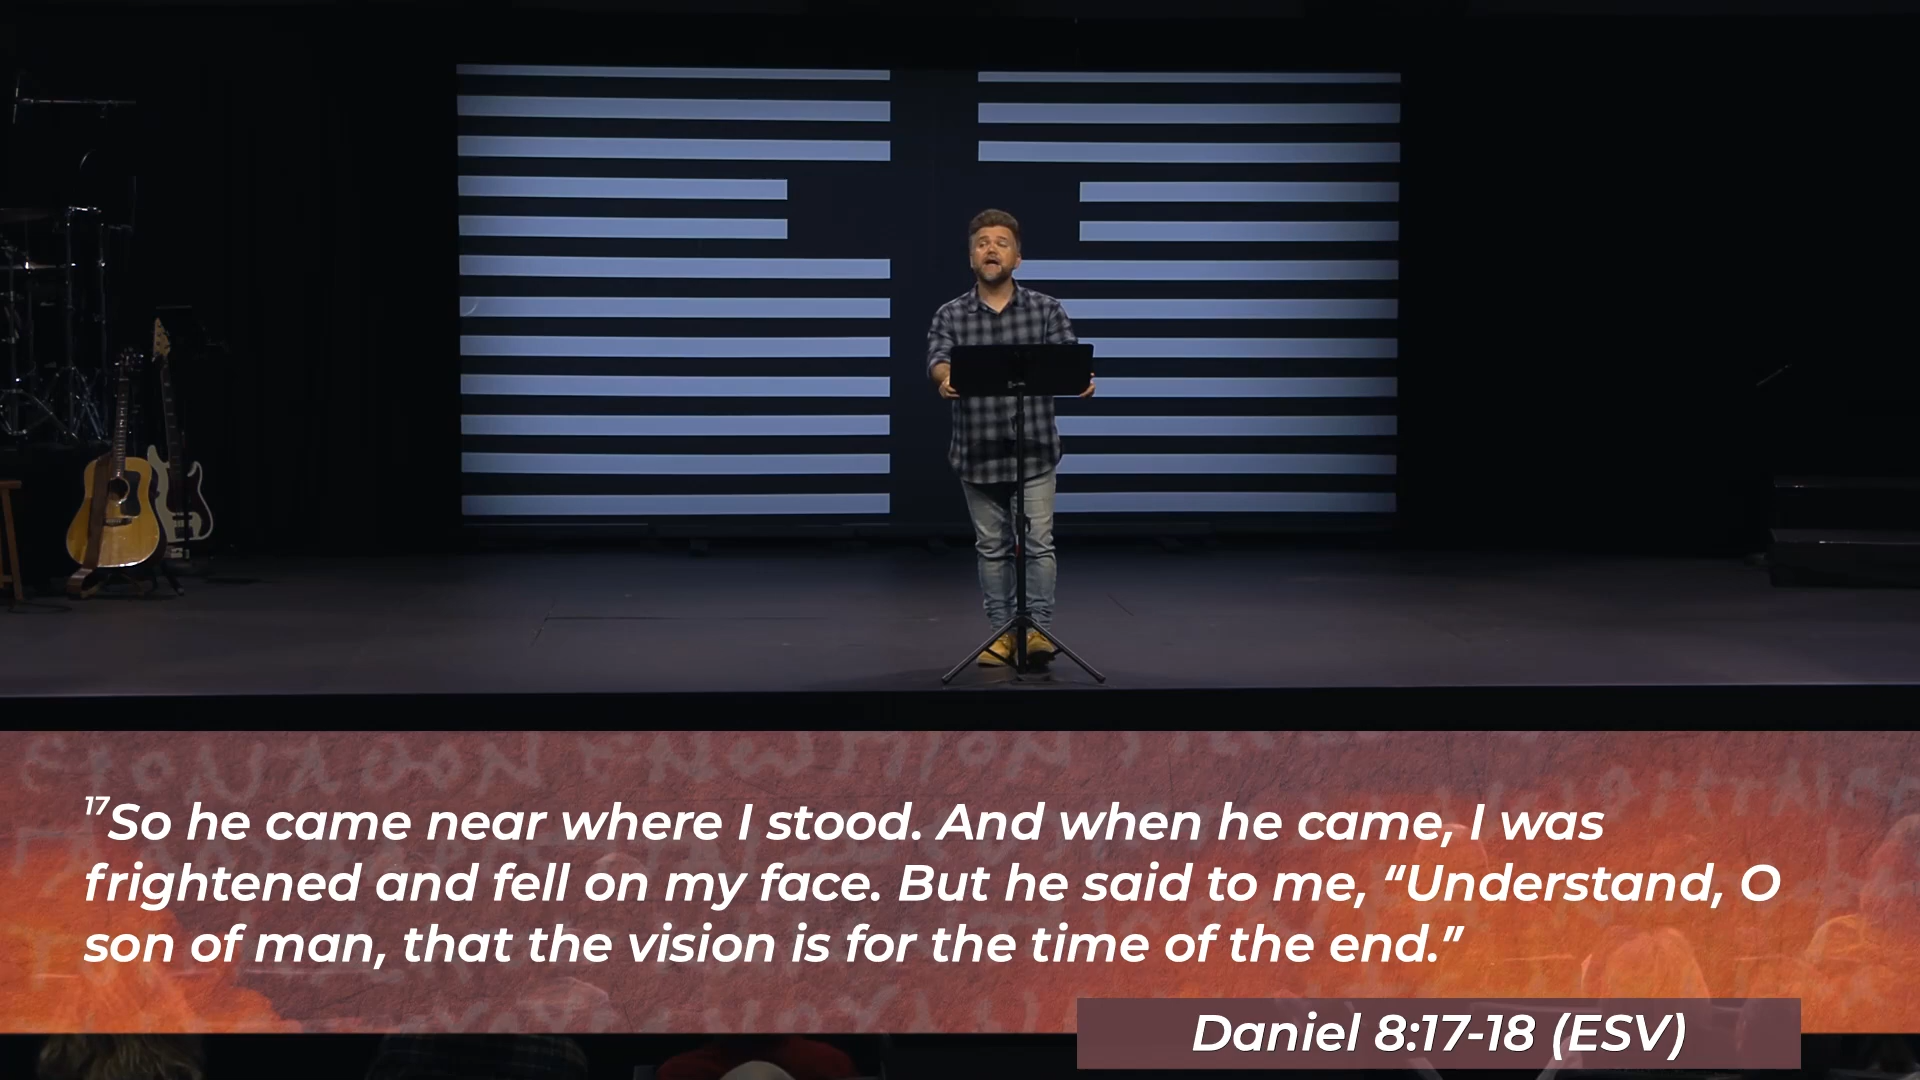 17So he came near where I stood. And when he came, I was
frightened and fell on my face. But he said to me, “Understand, O
son of man, that the vision is for the time of the end.”
Daniel 8:17-18 (ESV)